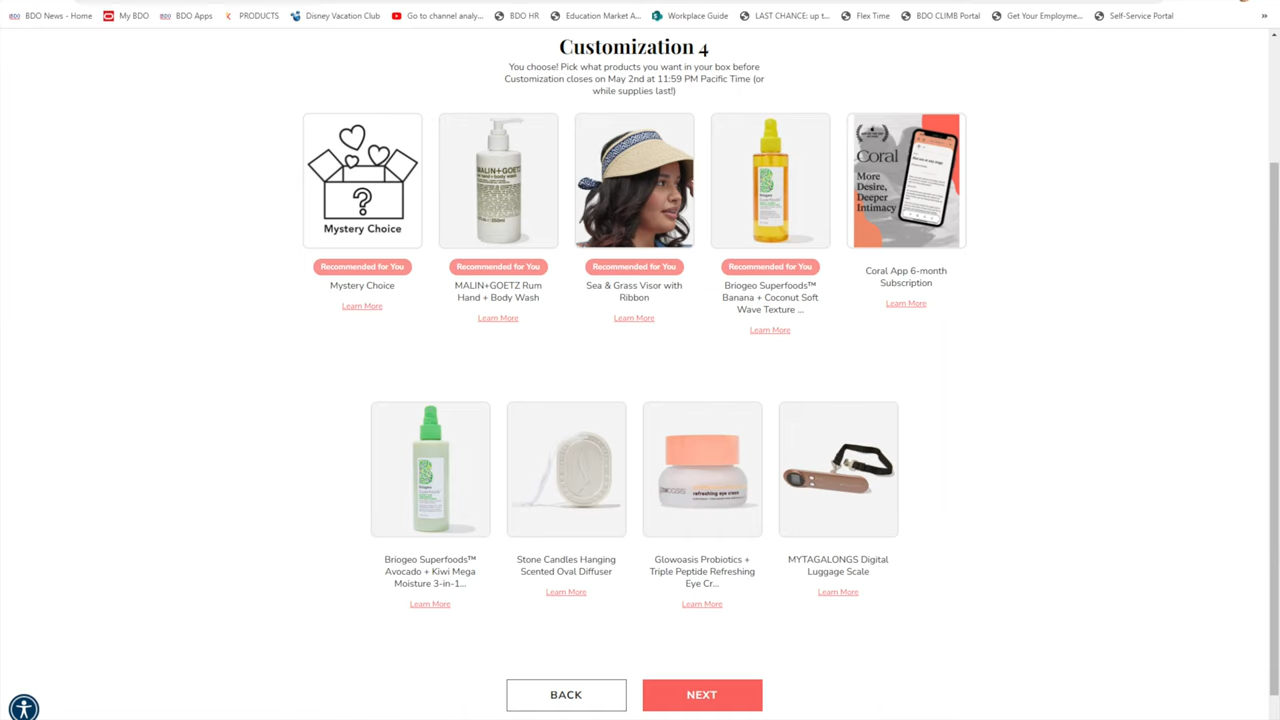 BDO News - Home
My BDO
BDO Apps
PRODUCTS
Disney Vacation Club
Go to channel analy...
BDO HR
Education Market A...
Workplace Guide
LAST CHANCE: up t...
Flex Time
BDO CLIMB Portal
Get Your Employme...
Self-Service Portal
»
Customization 4
You choose! Pick what products you want in your box before
Customization closes on May 2nd at 11:59 PM Pacific Time (or
while supplies last!)
?
Mystery Choice
MALIN+GOETZ
Coral
More
Desire,
Deeper
Intimacy
Recommended for You
Mystery Choice
Learn More
Recommended for You
MALIN+GOETZ Rum
Hand + Body Wash
Learn More
Recommended for You
Sea & Grass Visor with
Ribbon
Learn More
Recommended for You
Briogeo Superfoods™
Banana + Coconut Soft
Wave Texture ...
Learn More
Coral App 6-month
Subscription
Learn More
refreshing eye cream
Briogeo Superfoods™
Avocado + Kiwi Mega
Moisture 3-in-1...
Learn More
Stone Candles Hanging
Scented Oval Diffuser
Learn More
Glowoasis Probiotics +
Triple Peptide Refreshing
Eye Cr...
Learn More
MYTAGALONGS Digital
Luggage Scale
Learn More
BACK
NEXT